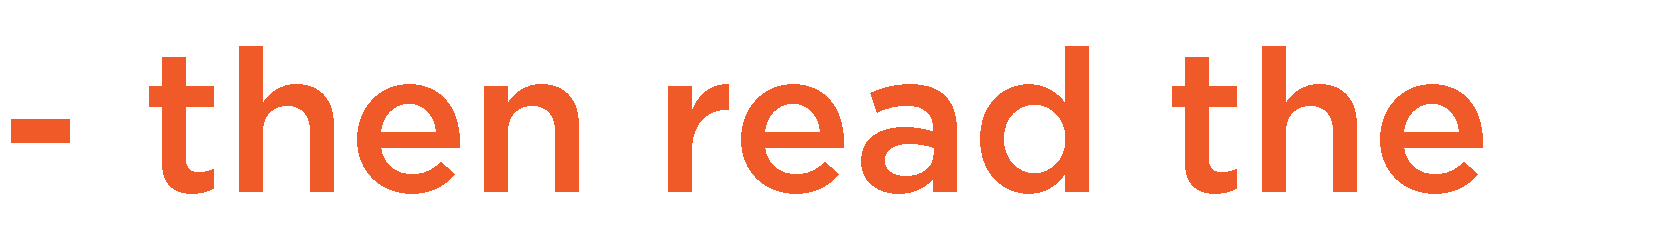 - then read the